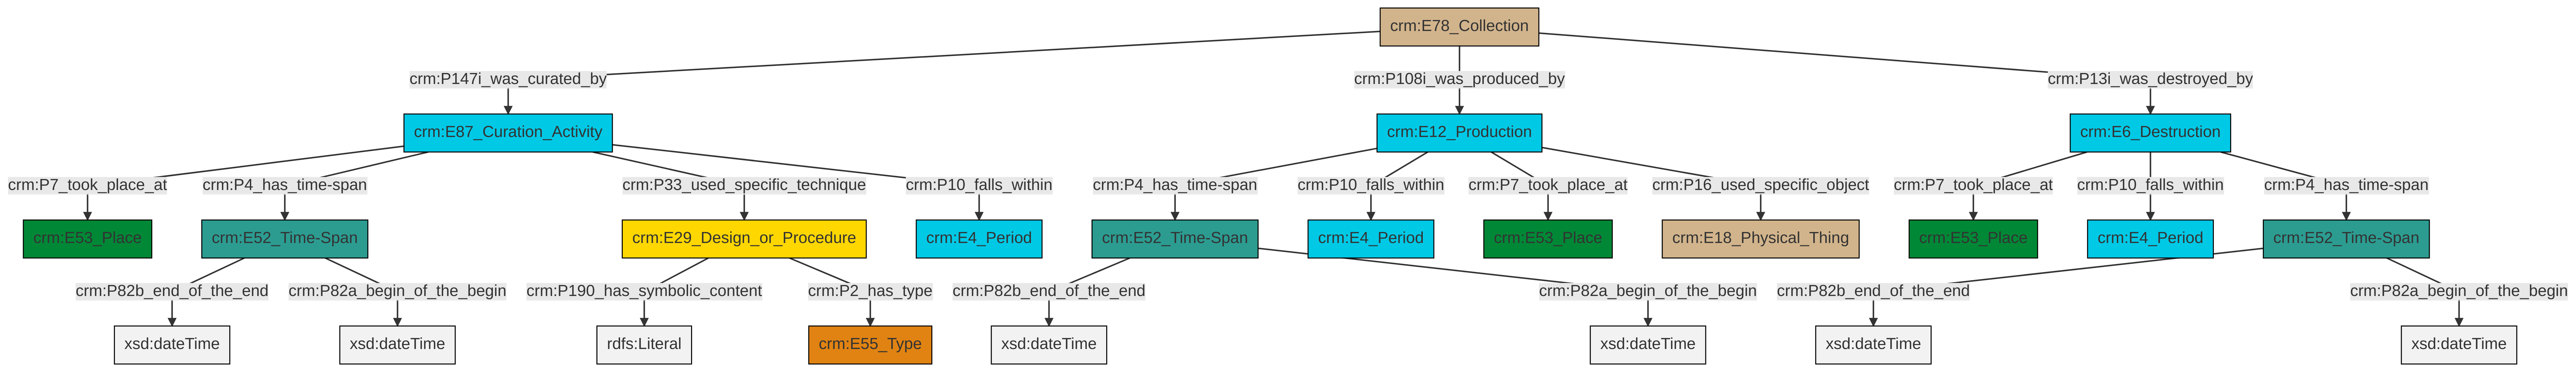 crm:E78_Collection
crm:P147i_was_curated_by
crm:P108i_was_produced_by
crm:P13i_was_destroyed_by
crm:E87_Curation_Activity
crm:E12_Production
crm:E6_Destruction
crm:P7_took_place_at
crm:P4_has_time-span
crm:P33_used_specific_technique
crm:P10_falls_within
crm:P4_has_time-span
crm:P10_falls_within
crm:P7_took_place_at
crm:P16_used_specific_object
crm:P7_took_place_at
crm:P10_falls_within
crm:P4_has_time-span
crm:E53_Place
crm:E52_Time-Span
crm:E29_Design_or_Procedure
crm:E4_Period
crm:E52_Time-Span
crm:E4_Period
crm:E53_Place
crm:E18_Physical_Thing
crm:E53_Place
crm:E4_Period
crm:E52_Time-Span
crm:P82b_end_of_the_end
crm:P82a_begin_of_the_begin
crm:P190_has_symbolic_content
crm:P2_has_type
crm:P82b_end_of_the_end
crm:P82a_begin_of_the_begin
crm:P82b_end_of_the_end
crm:P82a_begin_of_the_begin
xsd:dateTime
xsd:dateTime
rdfs:Literal
crm:E55_Type
xsd:dateTime
xsd:dateTime
xsd:dateTime
xsd:dateTime